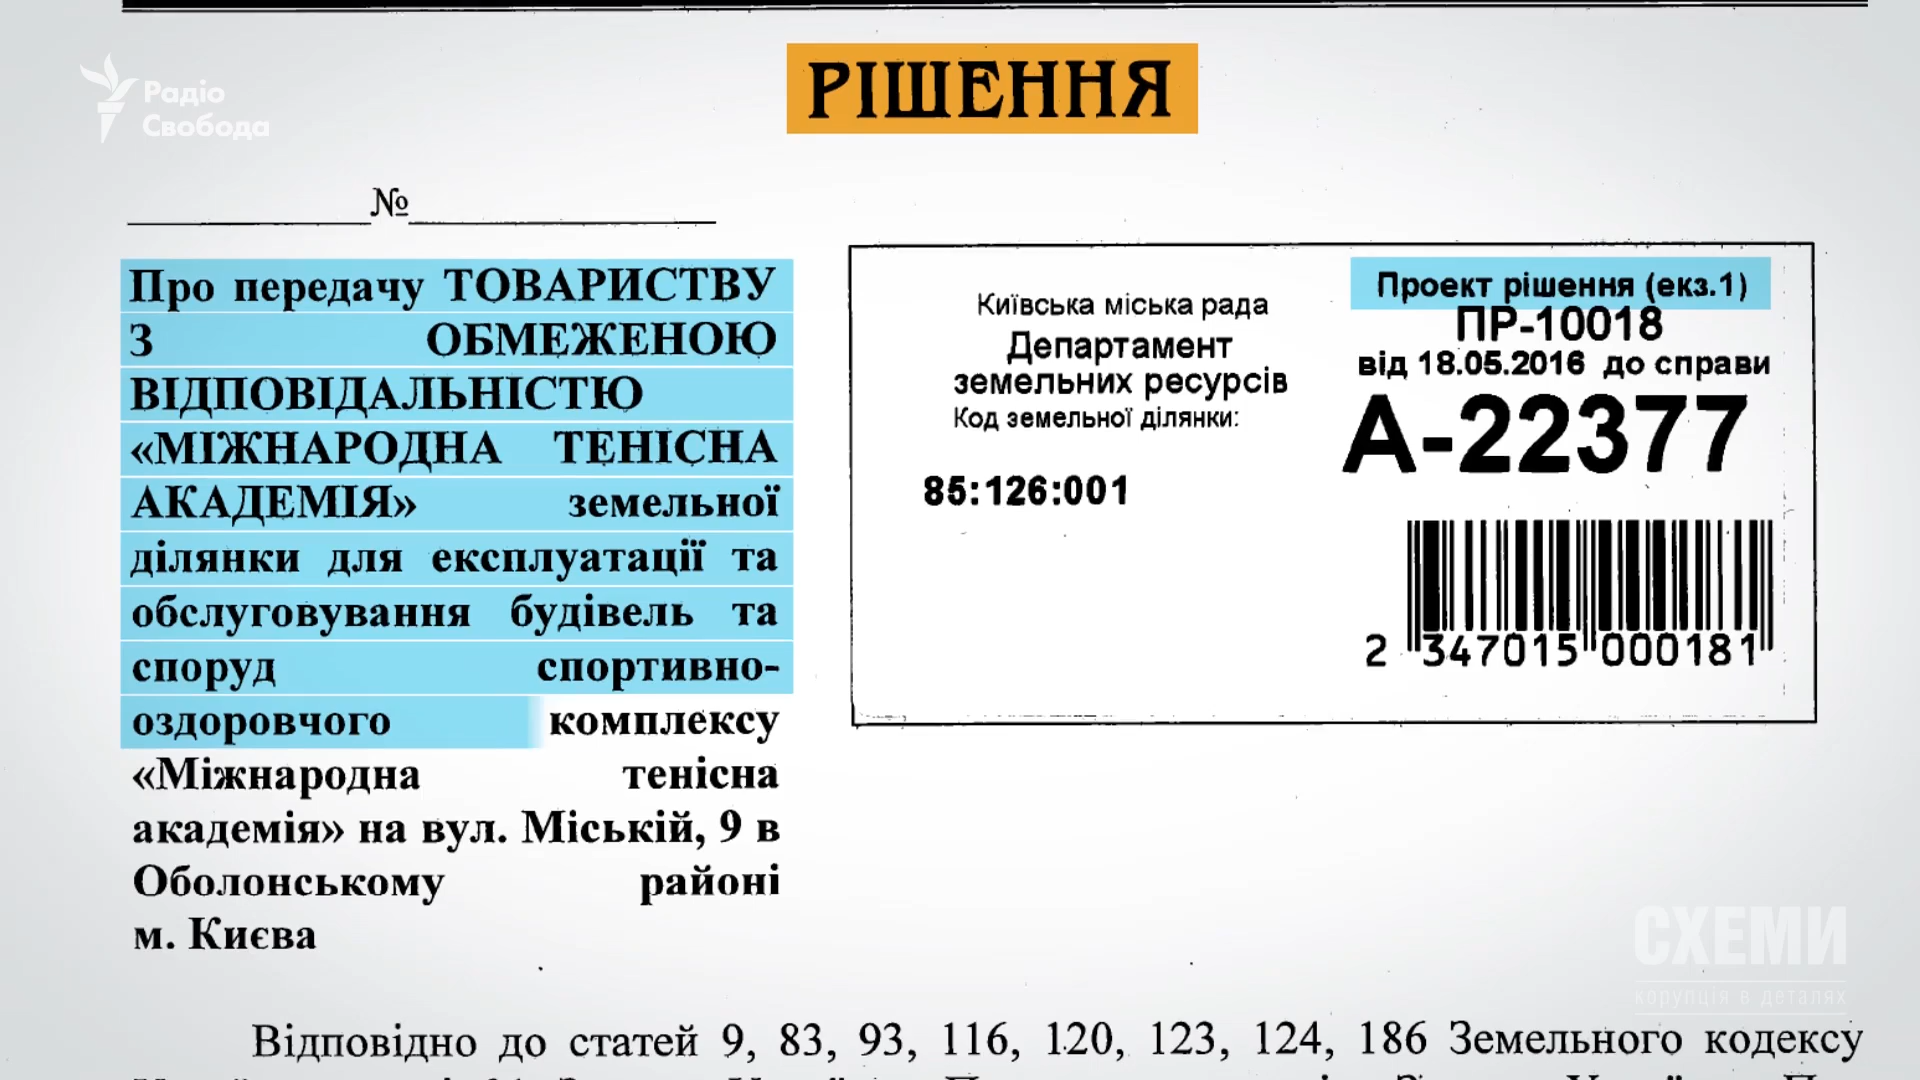 Радіо
Свобода
РІШЕННЯ
№
Про передачу ТОВАРИСТВУ
З ОБМЕЖЕНОЮ
ВІДПОВІДАЛЬНІСТЮ
«МІЖНАРОДНА ТЕНІСНА
АКАДЕМІЯ» земельної
ділянки для експлуатації та
обслуговування будівель та
споруд спортивно-
оздоровчого комплексу
«Міжнародна тенісна
академія» на вул. Міській, 9 в
Оболонському районі
м. Києва
Київська міська рада
Департамент
земельних ресурсів
Код земельної ділянки:
85:126:001
Проект рішення (екз.1)
ПР-10018
від 18.05.2016 до справи
А-22377
2 347015 000181
Відповідно до статей 9, 83, 93, 116, 120, 123, 124, 186 Земельного кодексу
СХЕМИ
корупція в деталях